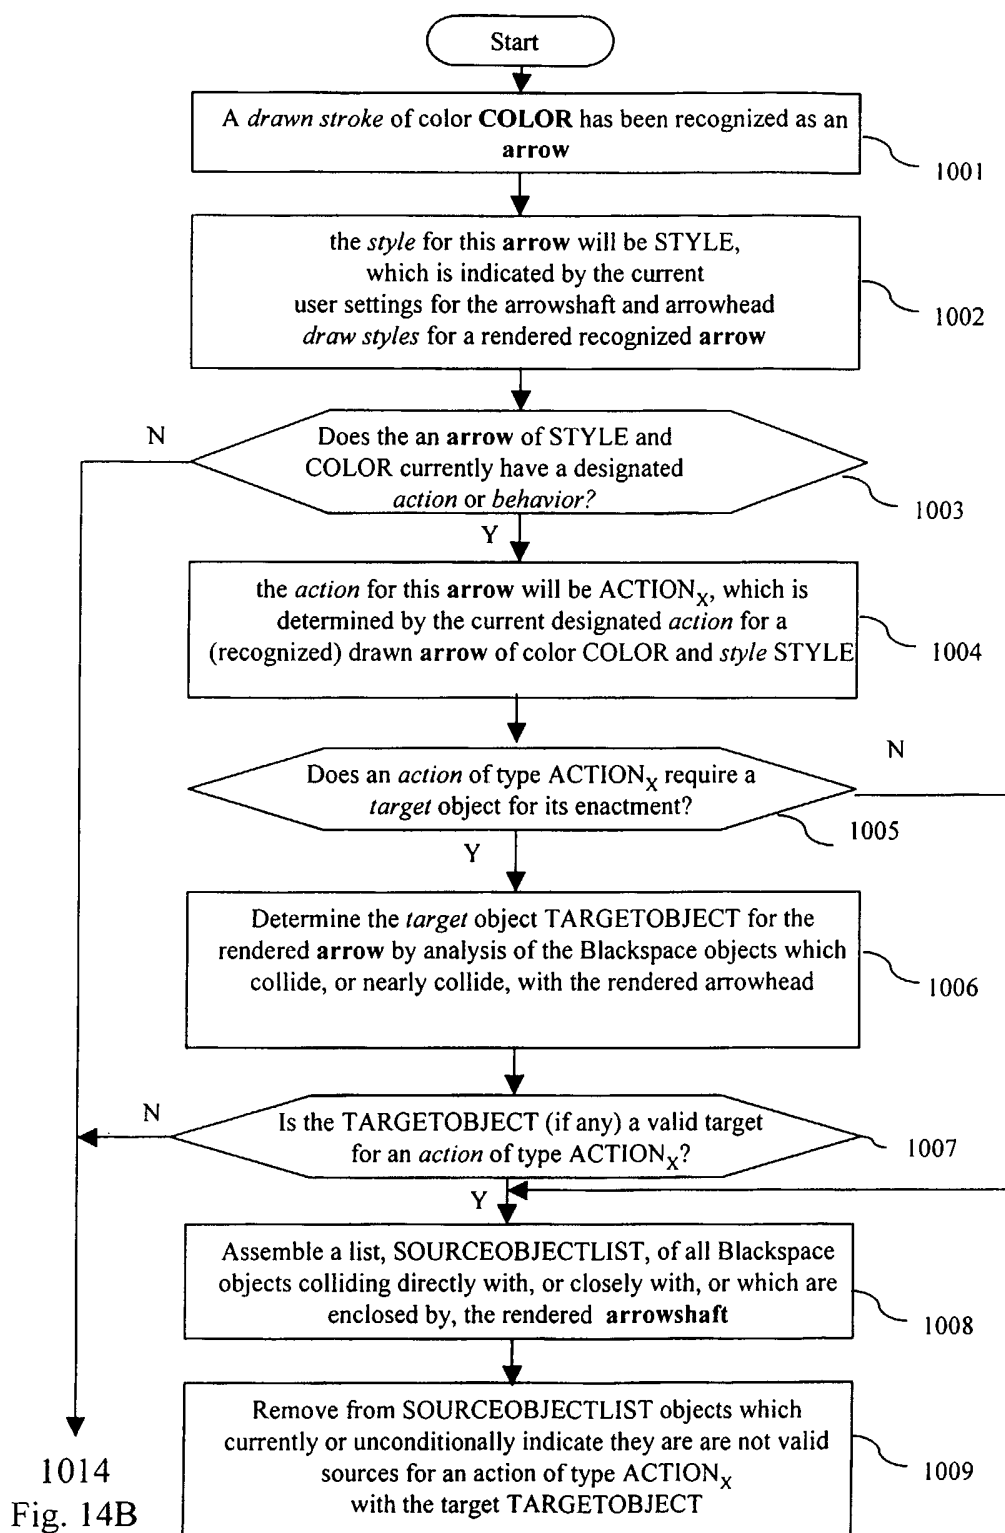 Start
A drawn stroke of color COLOR has been recognized as an
arrow
1001
the style for this arrow will be STYLE,
which is indicated by the current
user settings for the arrowshaft and arrowhead
draw styles for a rendered recognized arrow
1002
N
Does the an arrow of STYLE and
COLOR currently have a designated
action or behavior?
1003
Y
the action for this arrow will be ACTIONX, which is
determined by the current designated action for a
(recognized) drawn arrow of color COLOR and style STYLE
1004
N
Does an action of type ACTIONX require a
target object for its enactment?
1005
Y
Determine the target object TARGETOBJECT for the
rendered arrow by analysis of the Blackspace objects which
collide, or nearly collide, with the rendered arrowhead
1006
N
Is the TARGETOBJECT (if any) a valid target
for an action of type ACTIONX?
1007
Y
Assemble a list, SOURCEOBJECTLIST, of all Blackspace
objects colliding directly with, or closely with, or which are
enclosed by, the rendered arrowshaft
1008
Remove from SOURCEOBJECTLIST objects which
currently or unconditionally indicate they are are not valid
sources for an action of type ACTIONX
with the target TARGETOBJECT
1009
1014
Fig. 14B